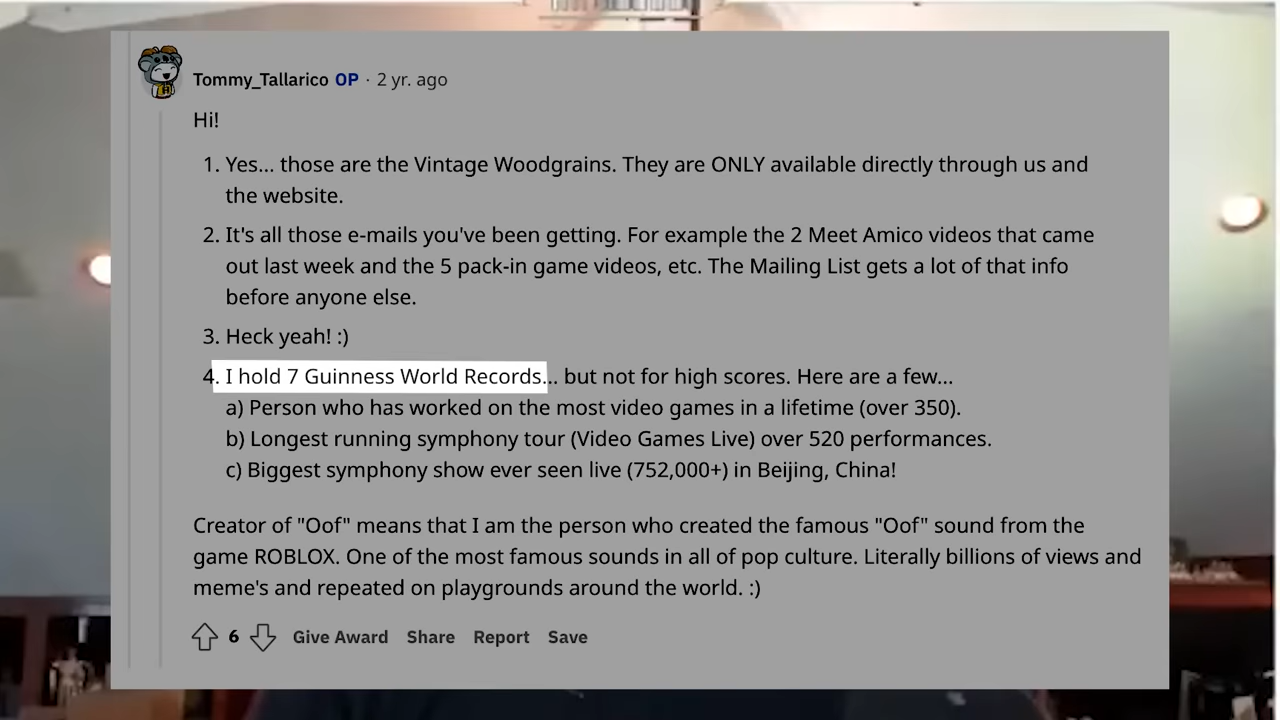 Tommy_Tallarico OP · 2 yr. ago
Hi!
1. Yes... those are the Vintage Woodgrains. They are ONLY available directly through us and
the website.
2. It's all those e-mails you've been getting. For example the 2 Meet Amico videos that came
out last week and the 5 pack-in game videos, etc. The Mailing List gets a lot of that info
before anyone else.
3. Heck yeah! :)
4. I hold 7 Guinness World Records... but not for high scores. Here are a few...
a) Person who has worked on the most video games in a lifetime (over 350).
b) Longest running symphony tour (Video Games Live) over 520 performances.
c) Biggest symphony show ever seen live (752,000+) in Beijing, China!
Creator of "Oof" means that I am the person who created the famous "Oof" sound from the
game ROBLOX. One of the most famous sounds in all of pop culture. Literally billions of views and
meme's and repeated on playgrounds around the world. :)
6 Give Award Share Report Save